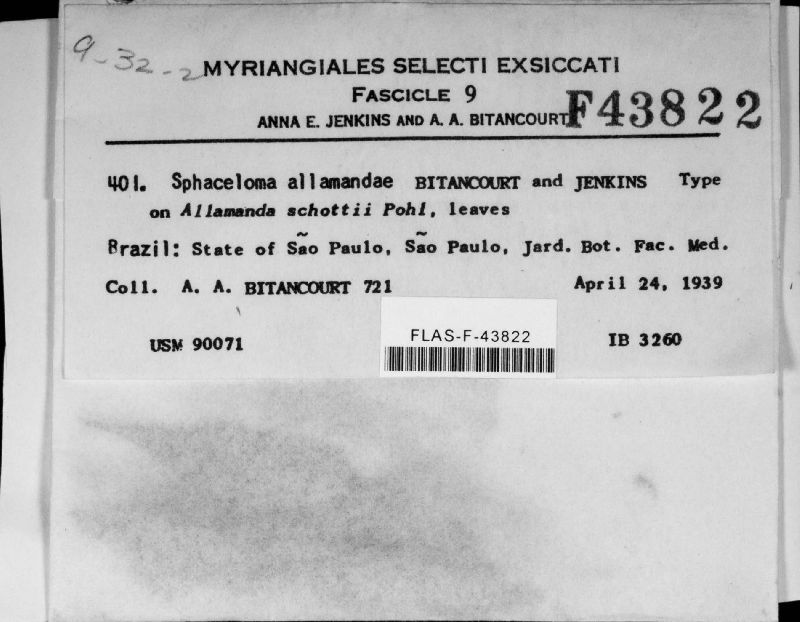 9-32-2
MYRIANGIALES SELECTI EXSICCATI
FASCICLE 9
ANNA E. JENKINS AND A. A. BITANCOURT
F43822
401. Sphaceloma allamandae BITANCOURT and JENKINS Type
on Allamanda schottii Pohl, leaves
Brazil: State of São Paulo, São Paulo, Jard. Bot. Fac. Med.
Coll. A. A. BITANCOURT 721 April 24, 1939
FLAS-F-43822
USM 90071 IB 3260